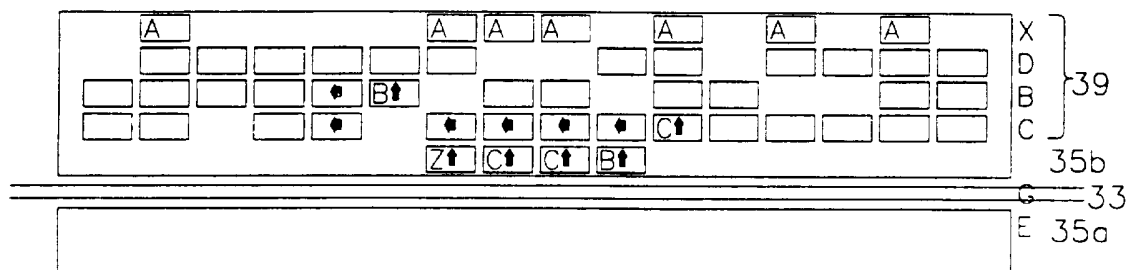 A A A A A A A X
D
B B
C C
39
Z C C B
35b
G 33
E 35a